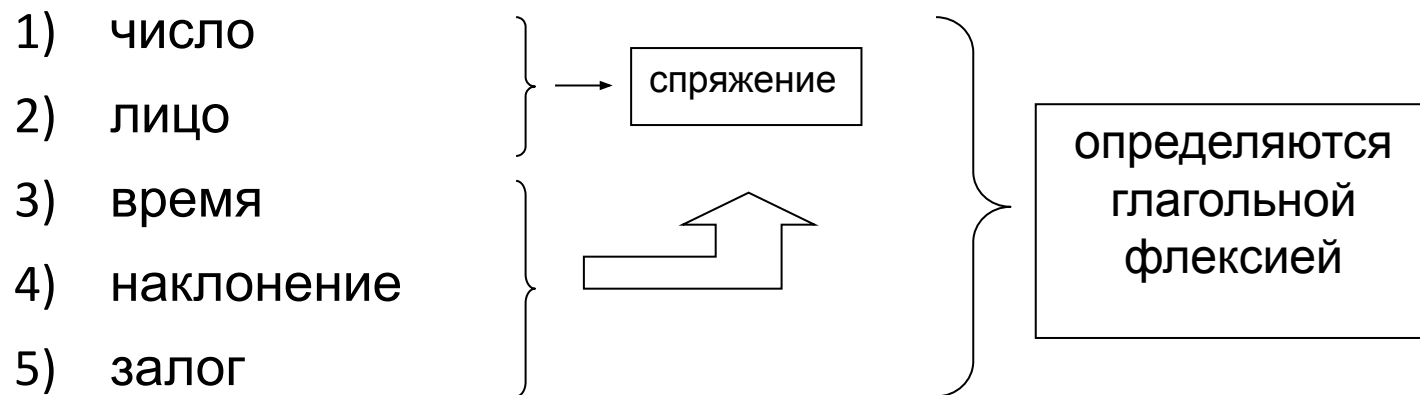 1) число
2) лицо
3) время
4) наклонение
5) залог
спряжение
определяются
глагольной
флексией